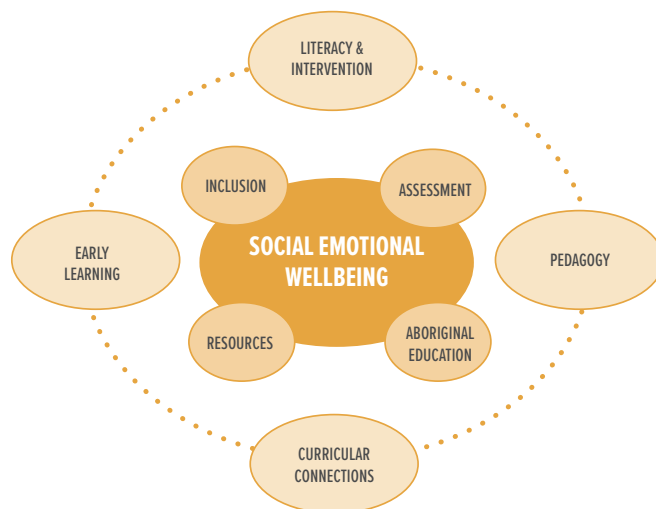 LITERACY &
INTERVENTION
INCLUSION
ASSESSMENT
SOCIAL EMOTIONAL
WELLBEING
EARLY
LEARNING
PEDAGOGY
RESOURCES
ABORIGINAL
EDUCATION
CURRICULAR
CONNECTIONS